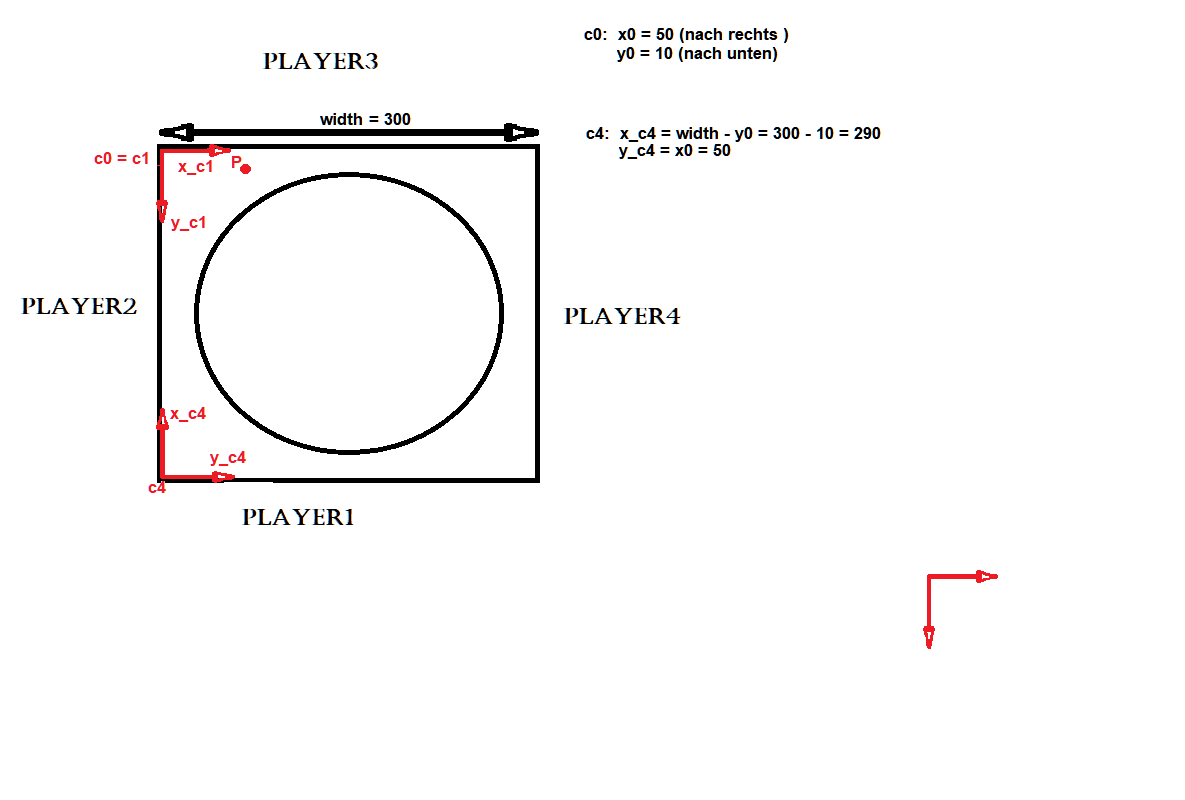 c0: x0 = 50 (nach rechts )
y0 = 10 (nach unten)
PLAYER3
width = 300
c4: x_c4 = width - y0 = 300 - 10 = 290
y_c4 = x0 = 50
c0 = c1
x_c1
P
y_c1
PLAYER2
PLAYER4
x_c4
y_c4
c4
PLAYER1